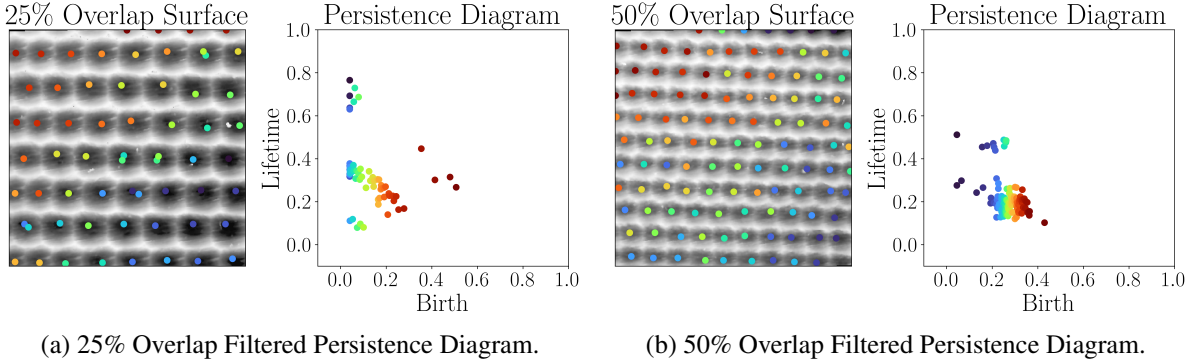 25% Overlap Surface
Persistence Diagram
1.0
0.8
0.6
0.4
0.2
0.0
Lifetime
0.0 0.2 0.4 0.6 0.8 1.0
Birth
(a) 25% Overlap Filtered Persistence Diagram.
50% Overlap Surface
Persistence Diagram
1.0
0.8
0.6
0.4
0.2
0.0
Lifetime
0.0 0.2 0.4 0.6 0.8 1.0
Birth
(b) 50% Overlap Filtered Persistence Diagram.